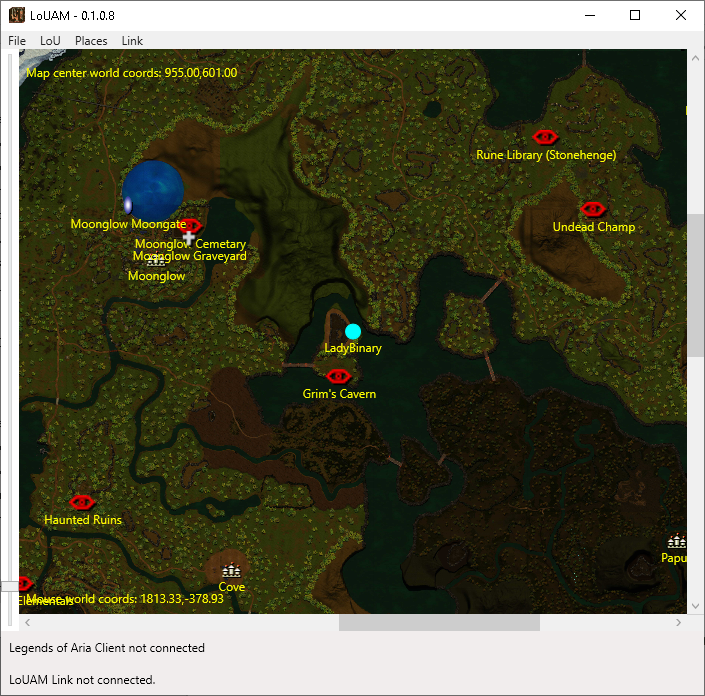 LoUAM - 0.1.0.8
File LoU Places Link
Map center world coords: 955.00,601.00
Rune Library (Stonehenge)
Moonglow Moongate
Undead Champ
Moonglow Cemetary
Moonglow Graveyard
Moonglow
LadyBinary
Grim's Cavern
Haunted Ruins
Papu
Cove
Elementals
Mouse world coords: 1813.33,-378.93
Legends of Aria Client not connected
LoUAM Link not connected.